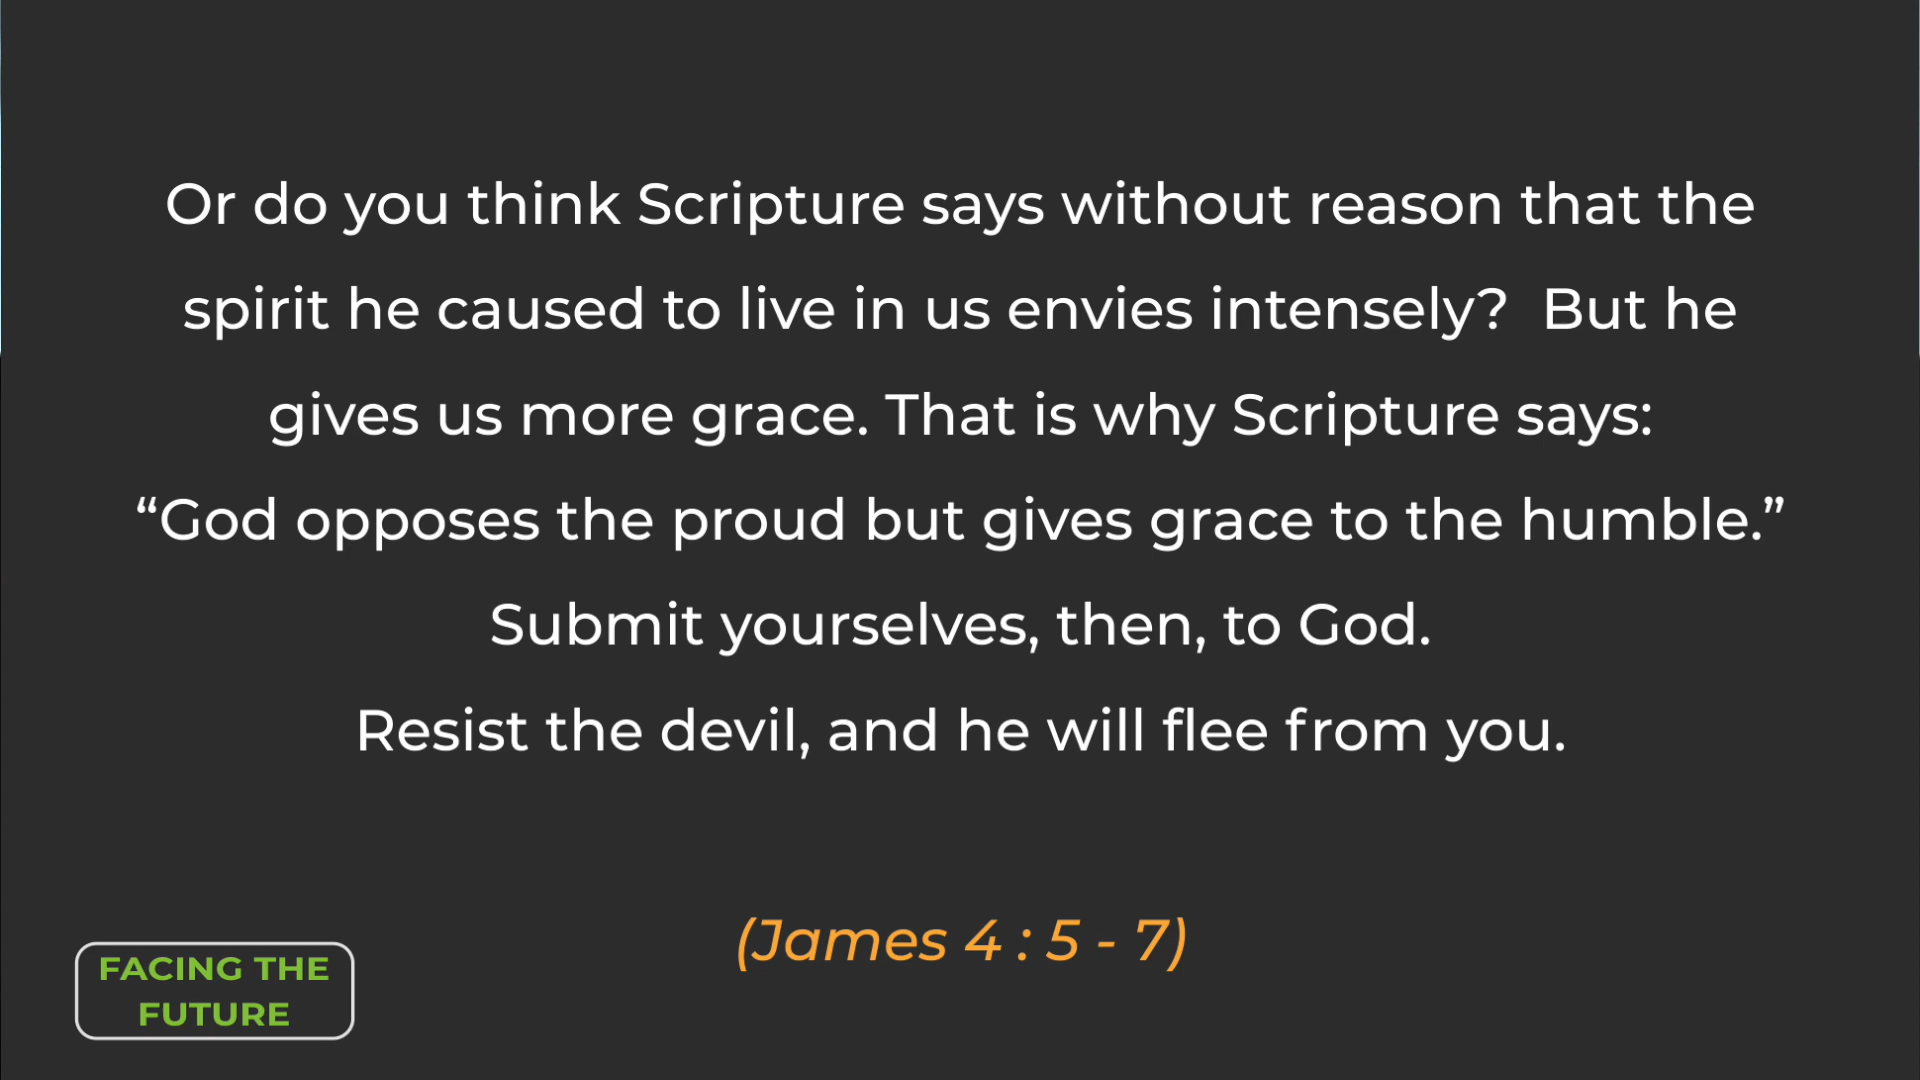 Or do you think Scripture says without reason that the
spirit he caused to live in us envies intensely?  But he
gives us more grace. That is why Scripture says:
“God opposes the proud but gives grace to the humble.”
Submit yourselves, then, to God.
Resist the devil, and he will flee from you.
(James 4 : 5 - 7)
FACING THE
FUTURE